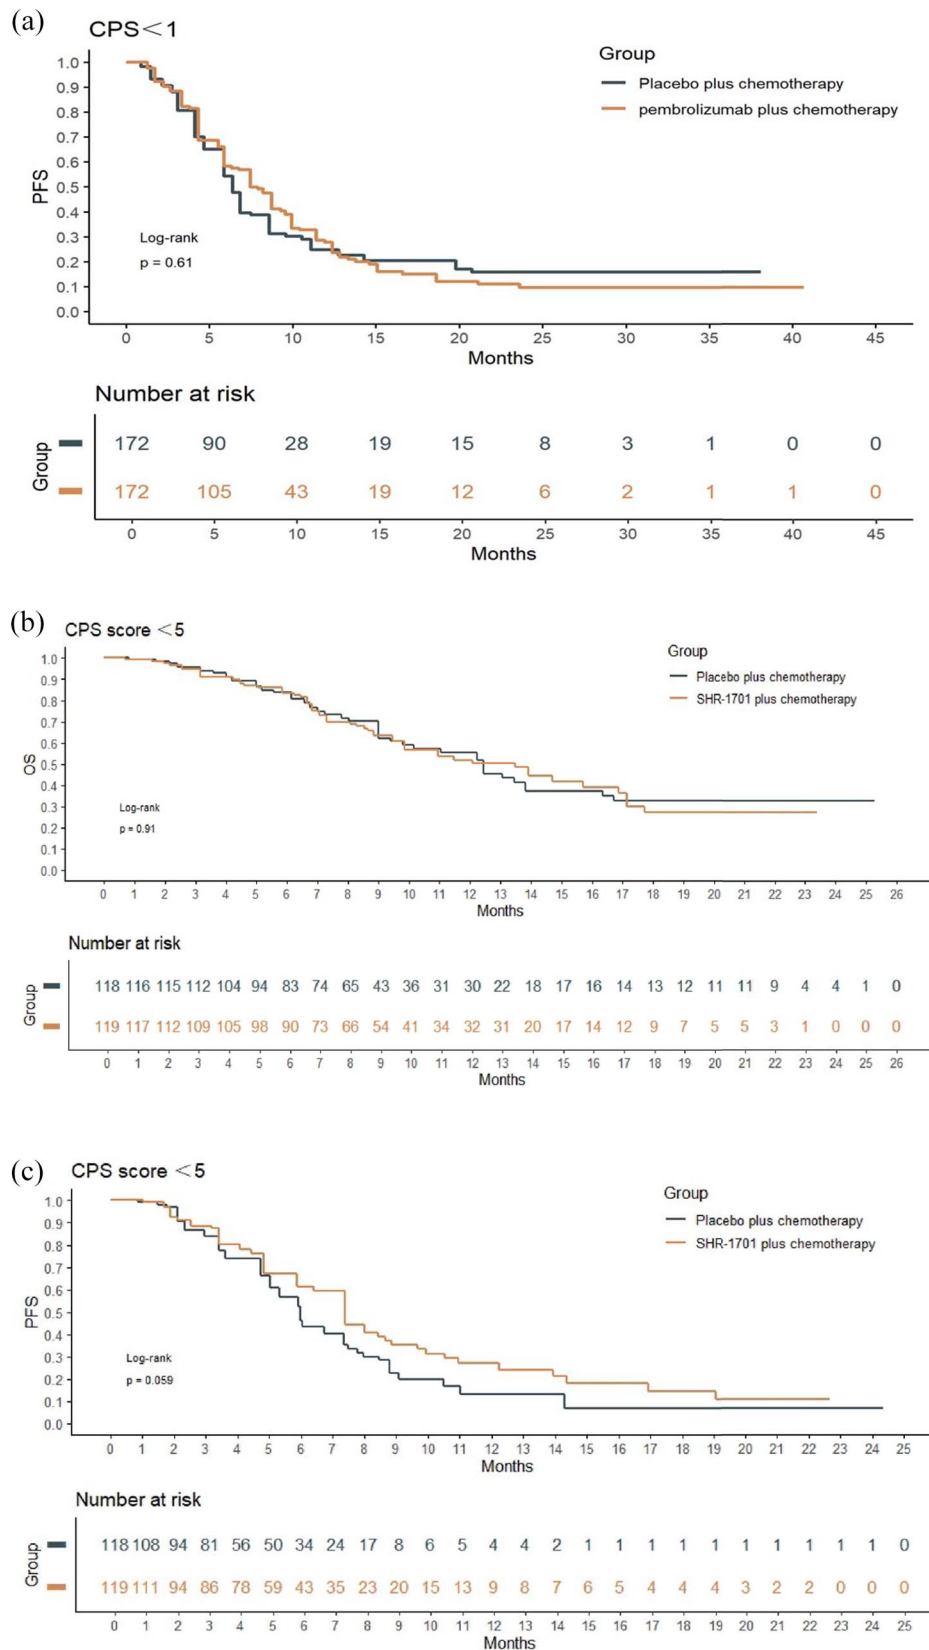 (a)
CPS<1
Group
Placebo plus chemotherapy
pembrolizumab plus chemotherapy
1.0
0.9
0.8
0.7
0.6
0.5
0.4
0.3
0.2
0.1
0.0
PFS
Log-rank
p = 0.61
0 5 10 15 20 25 30 35 40 45
Months
Number at risk
Group
172 90 28 19 15 8 3 1 0 0
172 105 43 19 12 6 2 1 1 0
0 5 10 15 20 25 30 35 40 45
Months
(b)
CPS score <5
Group
Placebo plus chemotherapy
SHR-1701 plus chemotherapy
1.0
0.9
0.8
0.7
0.6
0.5
0.4
0.3
0.2
0.1
0.0
OS
Log-rank
p = 0.91
0 1 2 3 4 5 6 7 8 9 10 11 12 13 14 15 16 17 18 19 20 21 22 23 24 25 26
Months
Number at risk
Group
118 116 115 112 104 94 83 74 65 43 36 31 30 22 18 17 16 14 13 12 11 11 9 4 4 1 0
119 117 112 109 105 98 90 73 66 54 41 34 32 31 20 17 14 12 9 7 5 5 3 1 0 0 0
0 1 2 3 4 5 6 7 8 9 10 11 12 13 14 15 16 17 18 19 20 21 22 23 24 25 26
Months
(c)
CPS score <5
Group
Placebo plus chemotherapy
SHR-1701 plus chemotherapy
1.0
0.9
0.8
0.7
0.6
0.5
0.4
0.3
0.2
0.1
0.0
PFS
Log-rank
p = 0.059
0 1 2 3 4 5 6 7 8 9 10 11 12 13 14 15 16 17 18 19 20 21 22 23 24 25
Months
Number at risk
Group
118 108 94 81 56 50 34 24 17 8 6 5 4 4 2 1 1 1 1 1 1 1 1 1 1 0
119 111 94 86 78 59 43 35 23 20 15 13 9 8 7 6 5 4 4 4 3 2 2 0 0 0
0 1 2 3 4 5 6 7 8 9 10 11 12 13 14 15 16 17 18 19 20 21 22 23 24 25
Months